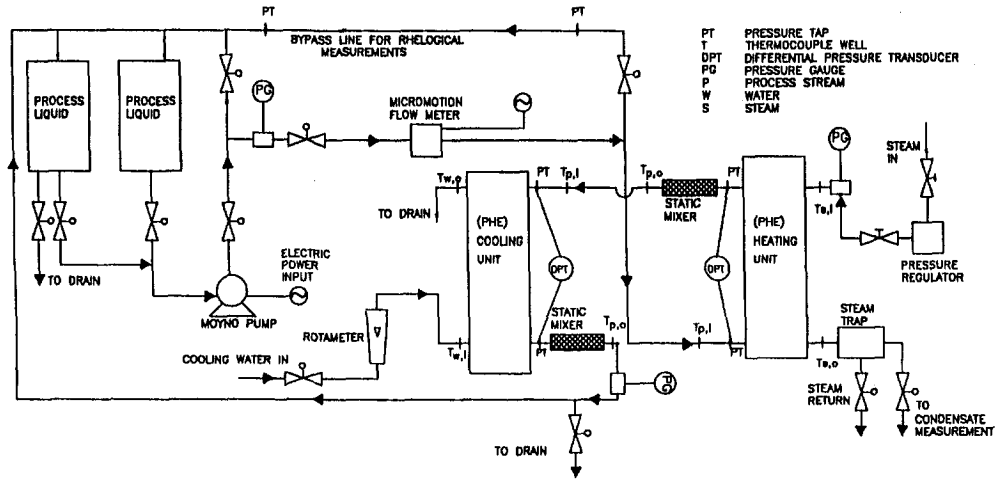 PT
PT
BYPASS LINE FOR RHELOGICAL
MEASUREMENTS
PT PRESSURE TAP
T THERMOCOUPLE WELL
DPT DIFFERENTIAL PRESSURE TRANSDUCER
PG PRESSURE GAUGE
P PROCESS STREAM
W WATER
S STEAM
PROCESS
LIQUID
PROCESS
LIQUID
PG
MICROMOTION
FLOW METER
PG
STEAM
IN
Tw,o
PT
Tp,i
Tp,o
PT
STATIC
MIXER
Ts,i
TO DRAIN
(PHE)
COOLING
UNIT
(PHE)
HEATING
UNIT
DPT
DPT
PRESSURE
REGULATOR
TO DRAIN
ELECTRIC
POWER
INPUT
MOYNO PUMP
ROTAMETER
STATIC
MIXER
Tp,o
Tp,i
STEAM
TRAP
Tw,i
PT
PT
Ts,o
COOLING WATER IN
PG
STEAM
RETURN
TO
CONDENSATE
MEASUREMENT
TO DRAIN